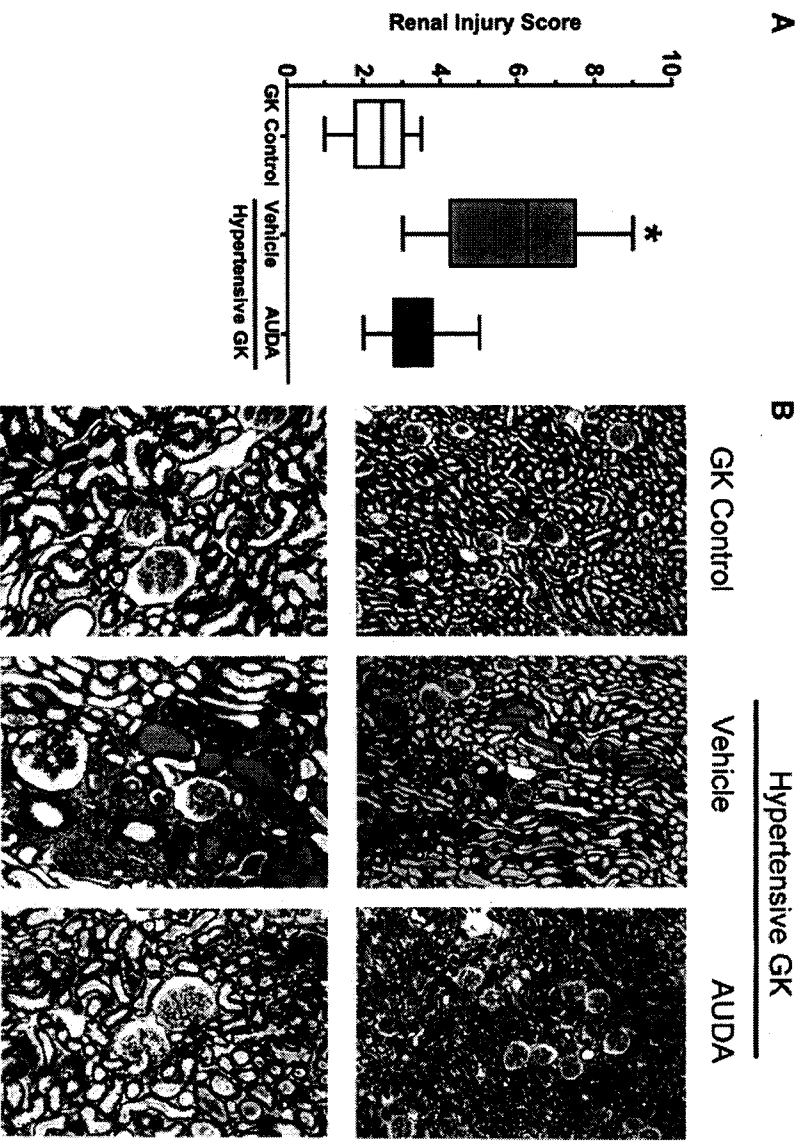 A
Renal Injury Score
10
8
6
4
2
0
*
GK Control
Vehicle
AUDA
Hypertensive GK
B
Hypertensive GK
GK Control
Vehicle
AUDA